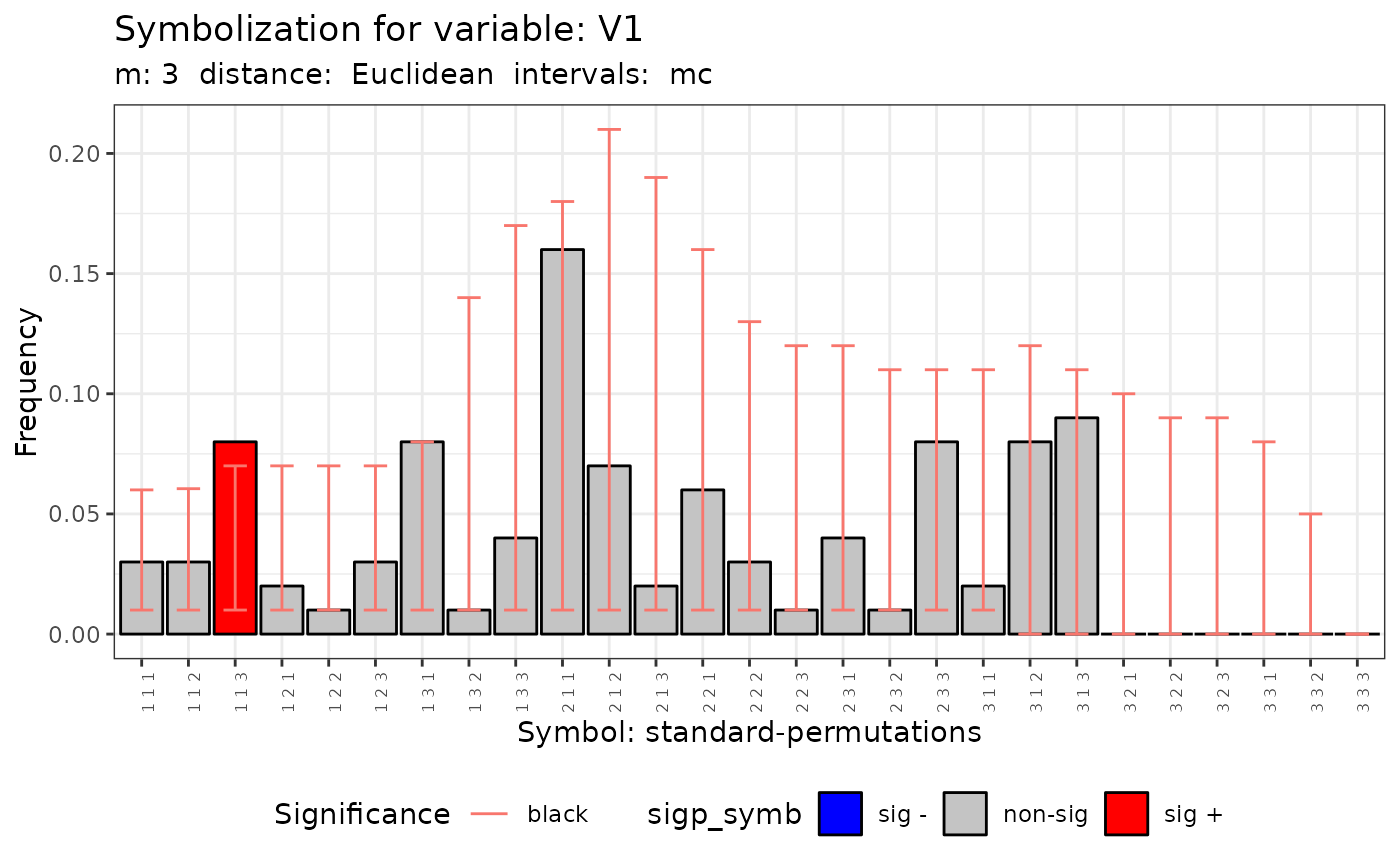 Symbolization for variable: V1
m: 3 distance: Euclidean intervals: mc
Frequency
0.20
0.15
0.10
0.05
0.00
1 1 1
1 1 2
1 1 3
1 2 1
1 2 2
1 2 3
1 3 1
1 3 2
1 3 3
2 1 1
2 1 2
2 1 3
2 2 1
2 2 2
2 2 3
2 3 1
2 3 2
2 3 3
3 1 1
3 1 2
3 1 3
3 2 1
3 2 2
3 2 3
3 3 1
3 3 2
3 3 3
Symbol: standard-permutations
Significance black sigp_symb sig - non-sig sig +